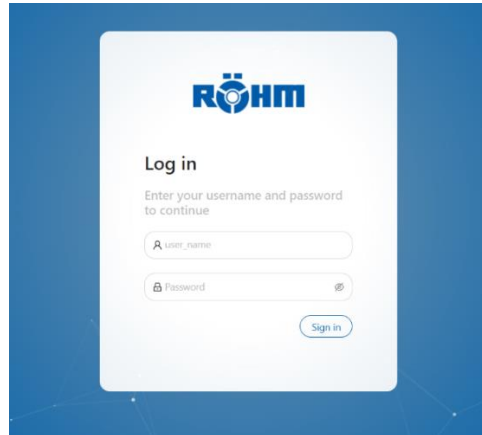 RÖHM
Log in
Enter your username and password
to continue
user_name
Password
Sign in